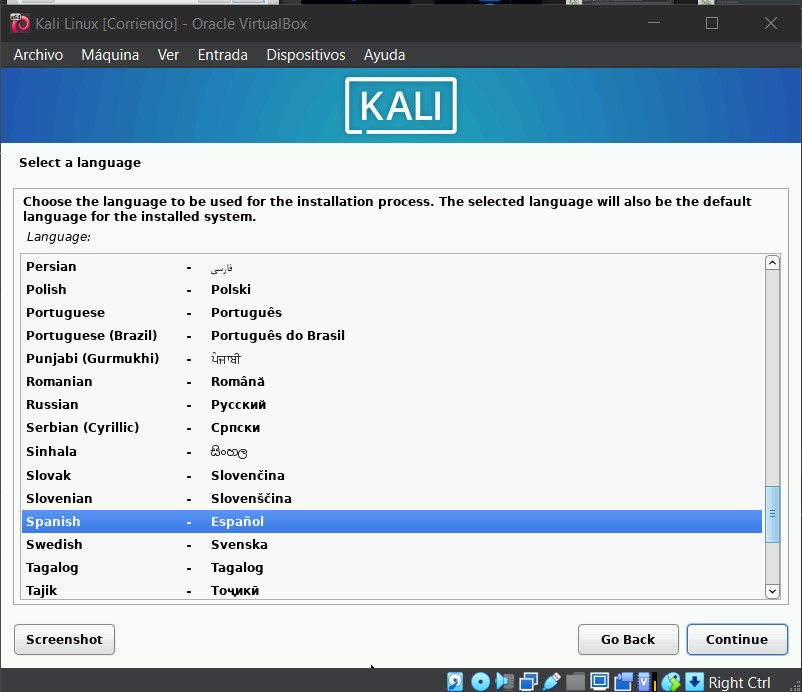 Kali Linux [Corriendo] - Oracle VirtualBox
Archivo Máquina Ver Entrada Dispositivos Ayuda
KALI
Select a language
Choose the language to be used for the installation process. The selected language will also be the default
language for the installed system.
Language:
Persian - فارسی
Polish - Polski
Portuguese - Português
Portuguese (Brazil) - Português do Brasil
Punjabi (Gurmukhi) - ਪੰਜਾਬੀ
Romanian - Română
Russian - Русский
Serbian (Cyrillic) - Српски
Sinhala - සිංහල
Slovak - Slovenčina
Slovenian - Slovenščina
Spanish - Español
Swedish - Svenska
Tagalog - Tagalog
Tajik - Тоҷикӣ
Screenshot Go Back Continue
Right Ctrl